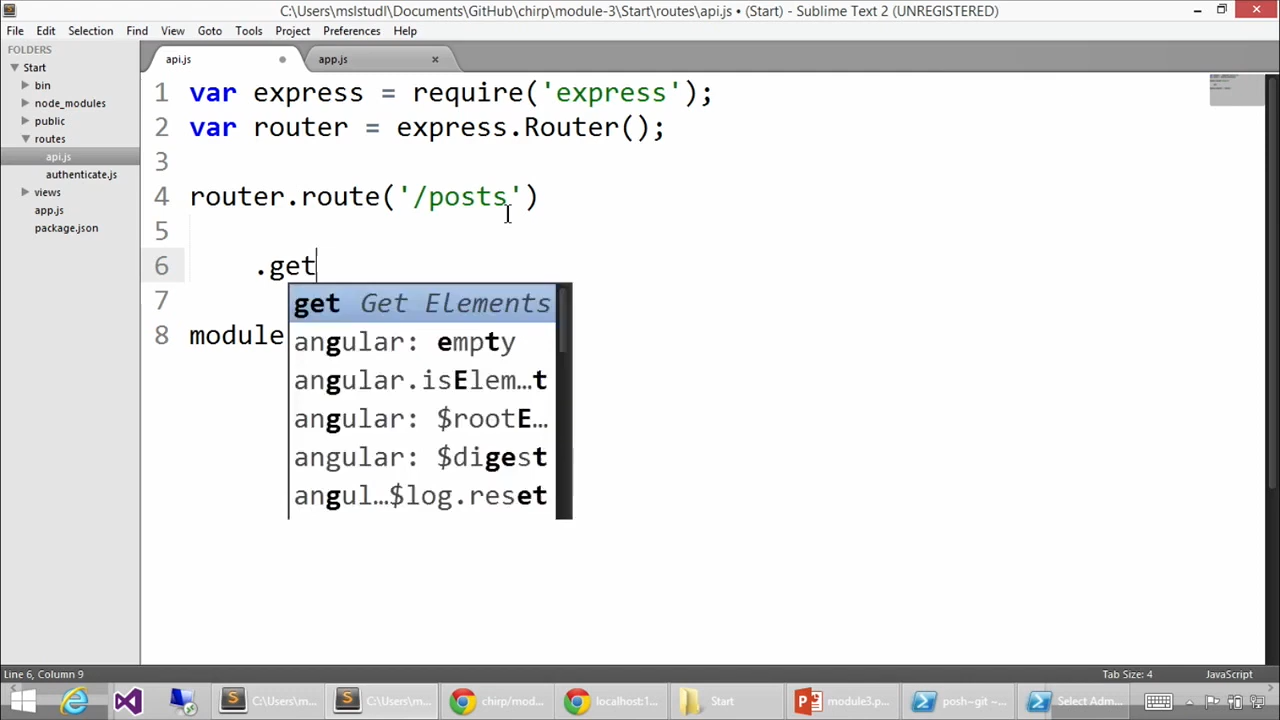 C:\Users\mslstudl\Documents\GitHub\chirp\module-3\Start\routes\api.js • (Start) - Sublime Text 2 (UNREGISTERED)
File Edit Selection Find View Goto Tools Project Preferences Help
FOLDERS
Start
bin
node_modules
public
routes
api.js
authenticate.js
views
app.js
package.json
api.js app.js ×
1 var express = require('express');
2 var router = express.Router();
3
4 router.route('/posts')
5
6 .get
7
8 module
get Get Elements
angular: empty
angular.isElem…t
angular: $rootE…
angular: $digest
angul…$log.reset
Line 6, Column 9 Tab Size: 4 JavaScript
C:\Users\m... C:\Users\m... chirp/mod... localhost:1... Start module3.p... posh~git ~... Select Adm...